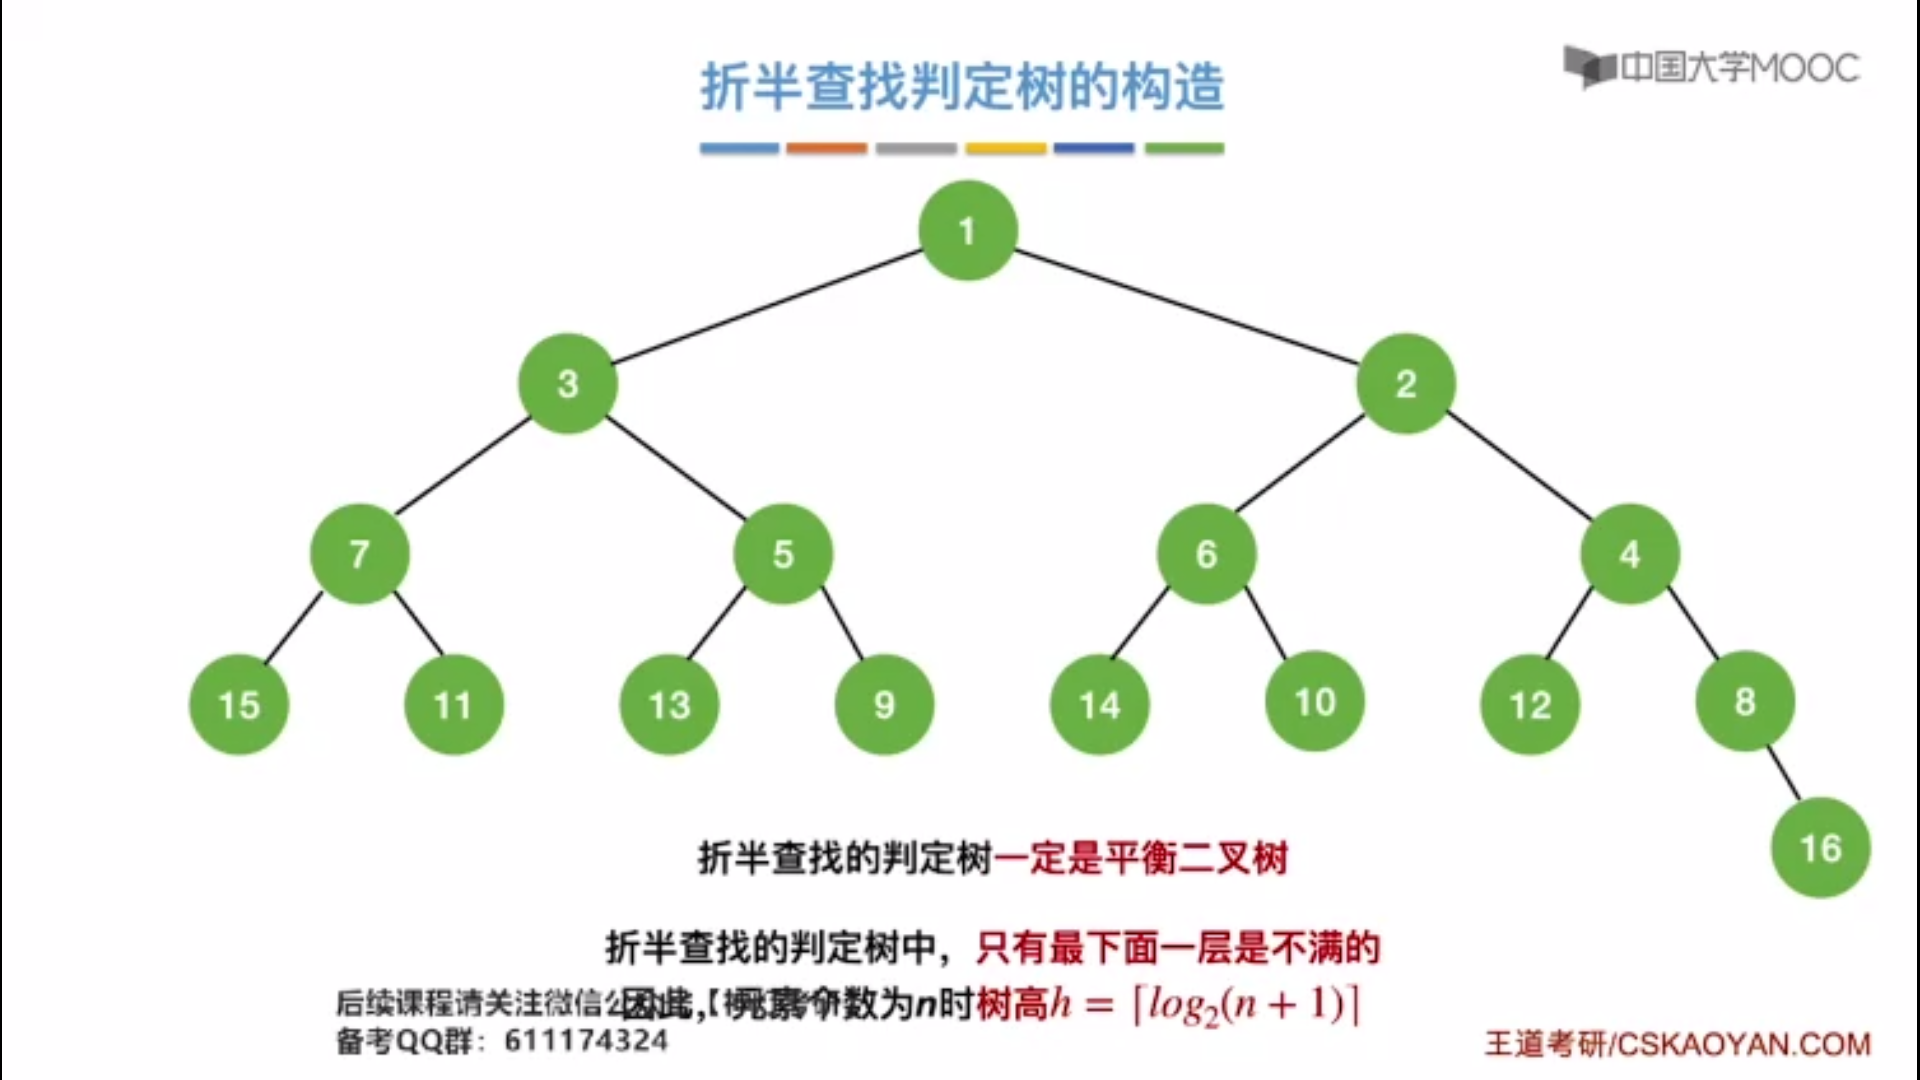 折半查找判定树的构造
中国大学MOOC
1
3 2
7 5 6 4
15 11 13 9 14 10 12 8
16
折半查找的判定树一定是平衡二叉树
折半查找的判定树中，只有最下面一层是不满的
因此，元素个数为n时树高h = ⌈log₂(n + 1)⌉
后续课程请关注微信公
备考QQ群：611174324
王道考研/CSKAOYAN.COM